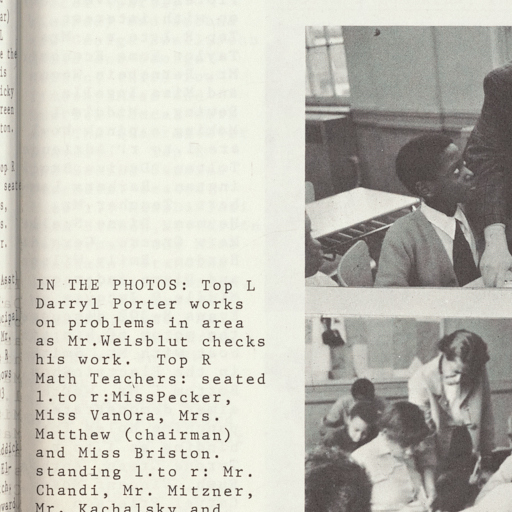 IN THE PHOTOS: Top L
Darryl Porter works
on problems in area
as Mr.Weisblut checks
his work. Top R
Math Teachers: seated
l.to r:MissPecker,
Miss VanOra, Mrs.
Matthew (chairman)
and Miss Briston.
standing l.to r: Mr.
Chandi, Mr. Mitzner,
Mr. Kachalsky and